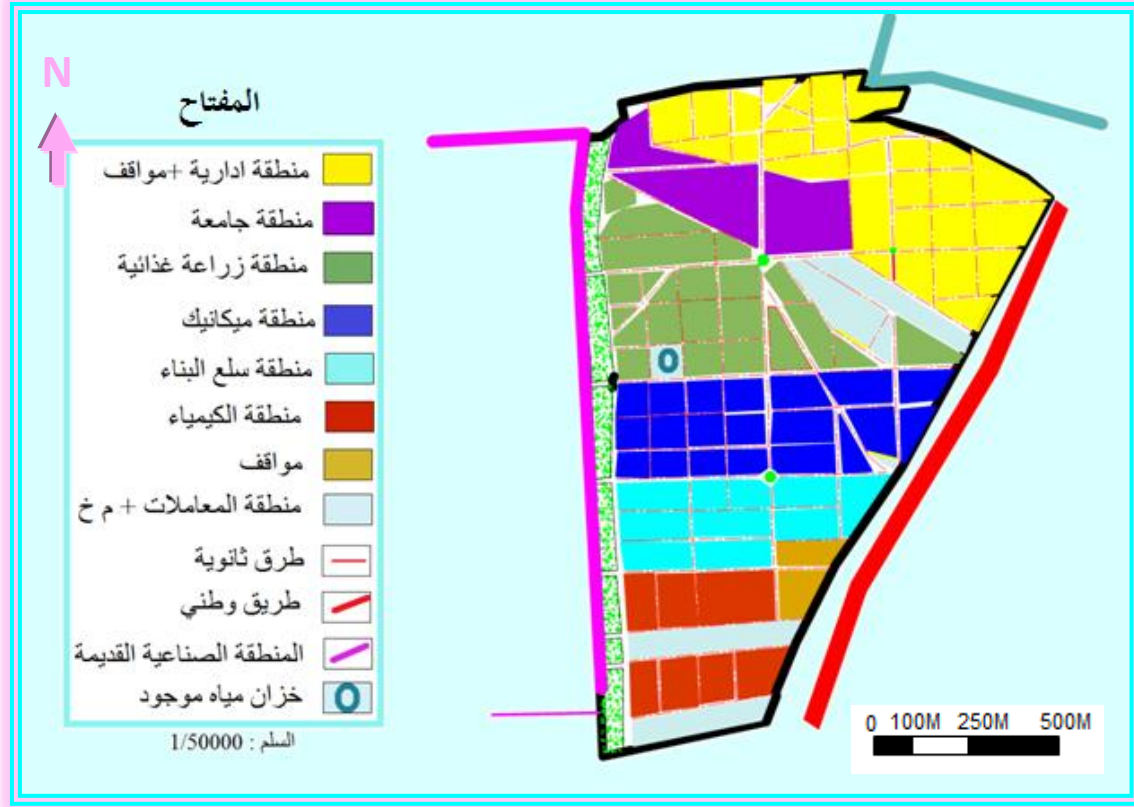 N
المفتاح
منطقة ادارية +مواقف
منطقة جامعة
منطقة زراعة غذائية
منطقة ميكانيك
منطقة سلع البناء
منطقة الكيمياء
مواقف
منطقة المعاملات + م خ
طرق ثانوية
طريق وطني
المنطقة الصناعية القديمة
خزان مياه موجود
السلم : 1/50000
0 100M 250M 500M